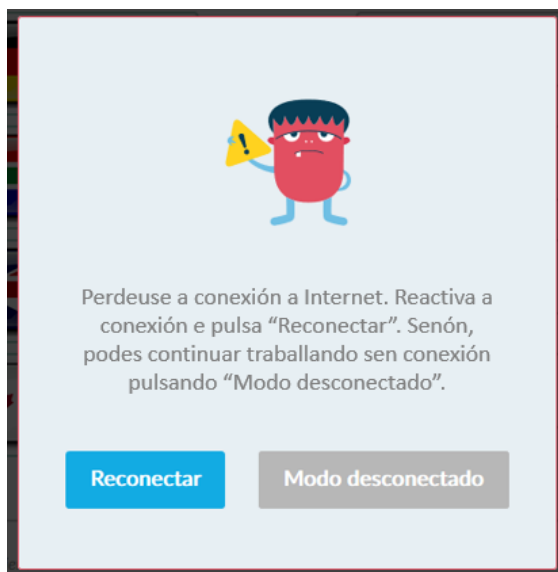 Perdeuse a conexión a Internet. Reactiva a
conexión e pulsa “Reconectar”. Senón,
podes continuar traballando sen conexión
pulsando “Modo desconectado”.
Reconectar
Modo desconectado